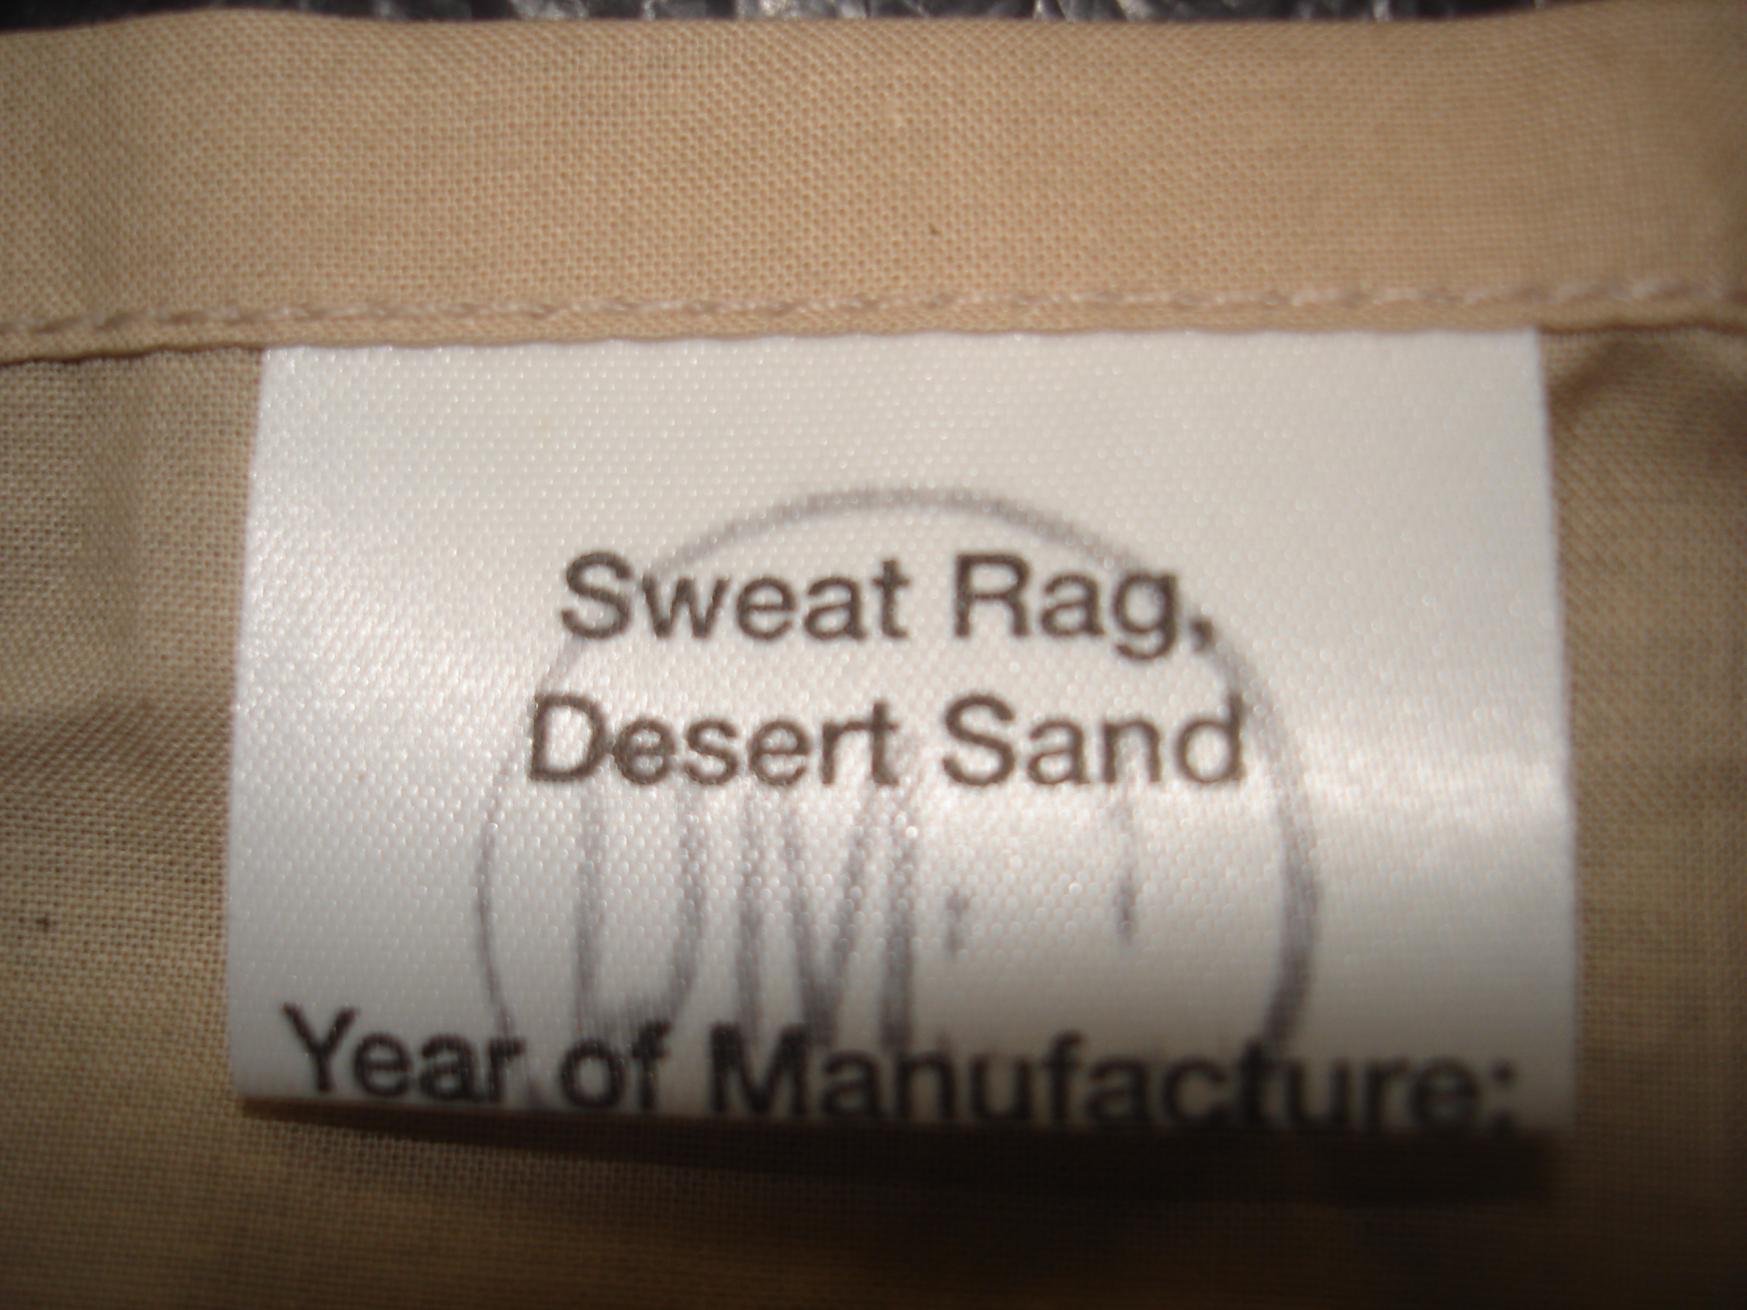 Sweat Rag,
Desert Sand
Year of Manufacture: